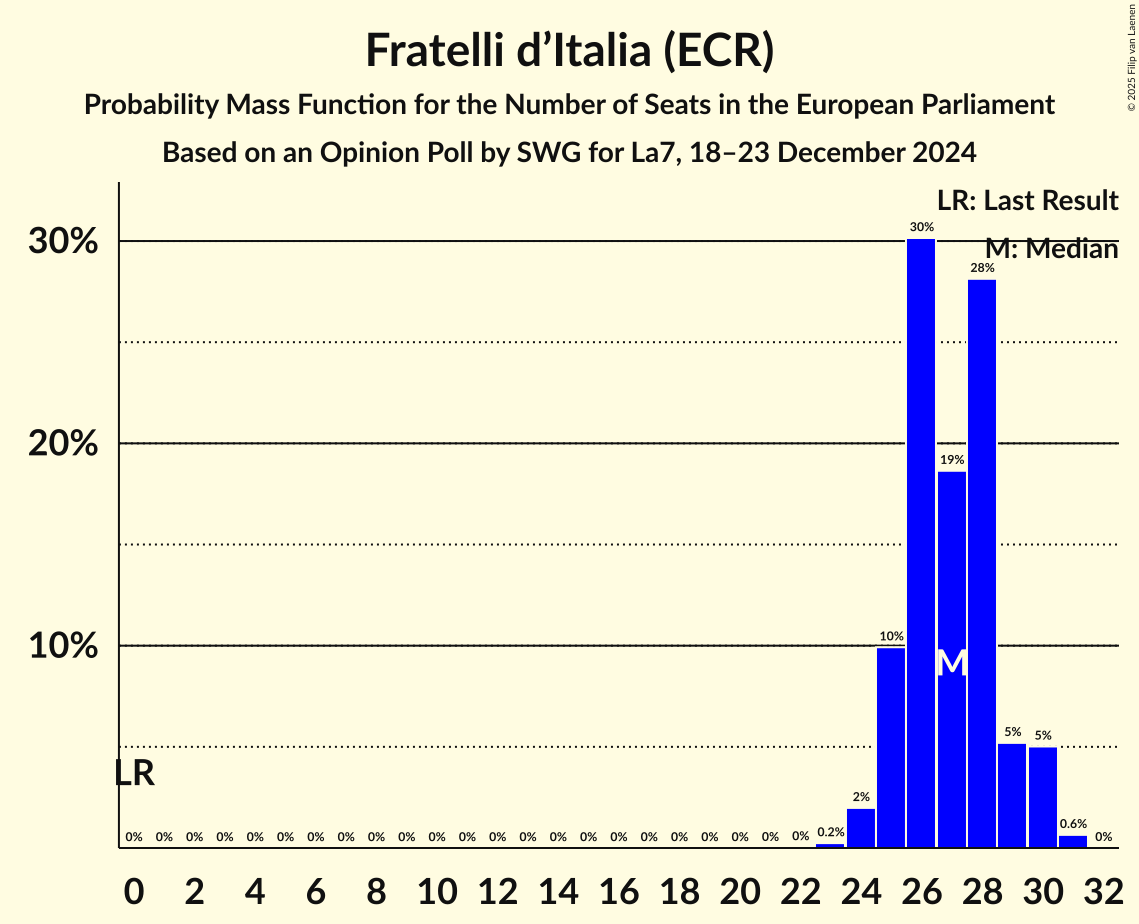 Fratelli d’Italia (ECR)
Probability Mass Function for the Number of Seats in the European Parliament
Based on an Opinion Poll by SWG for La7, 18–23 December 2024
© 2025 Filip van Laenen
LR: Last Result
M: Median
30%
20%
10%
30%
28%
19%
10%
M
5%
5%
LR
2%
0% 0% 0% 0% 0% 0% 0% 0% 0% 0% 0% 0% 0% 0% 0% 0% 0% 0% 0% 0% 0% 0% 0% 0.2% 0.6% 0%
0 2 4 6 8 10 12 14 16 18 20 22 24 26 28 30 32